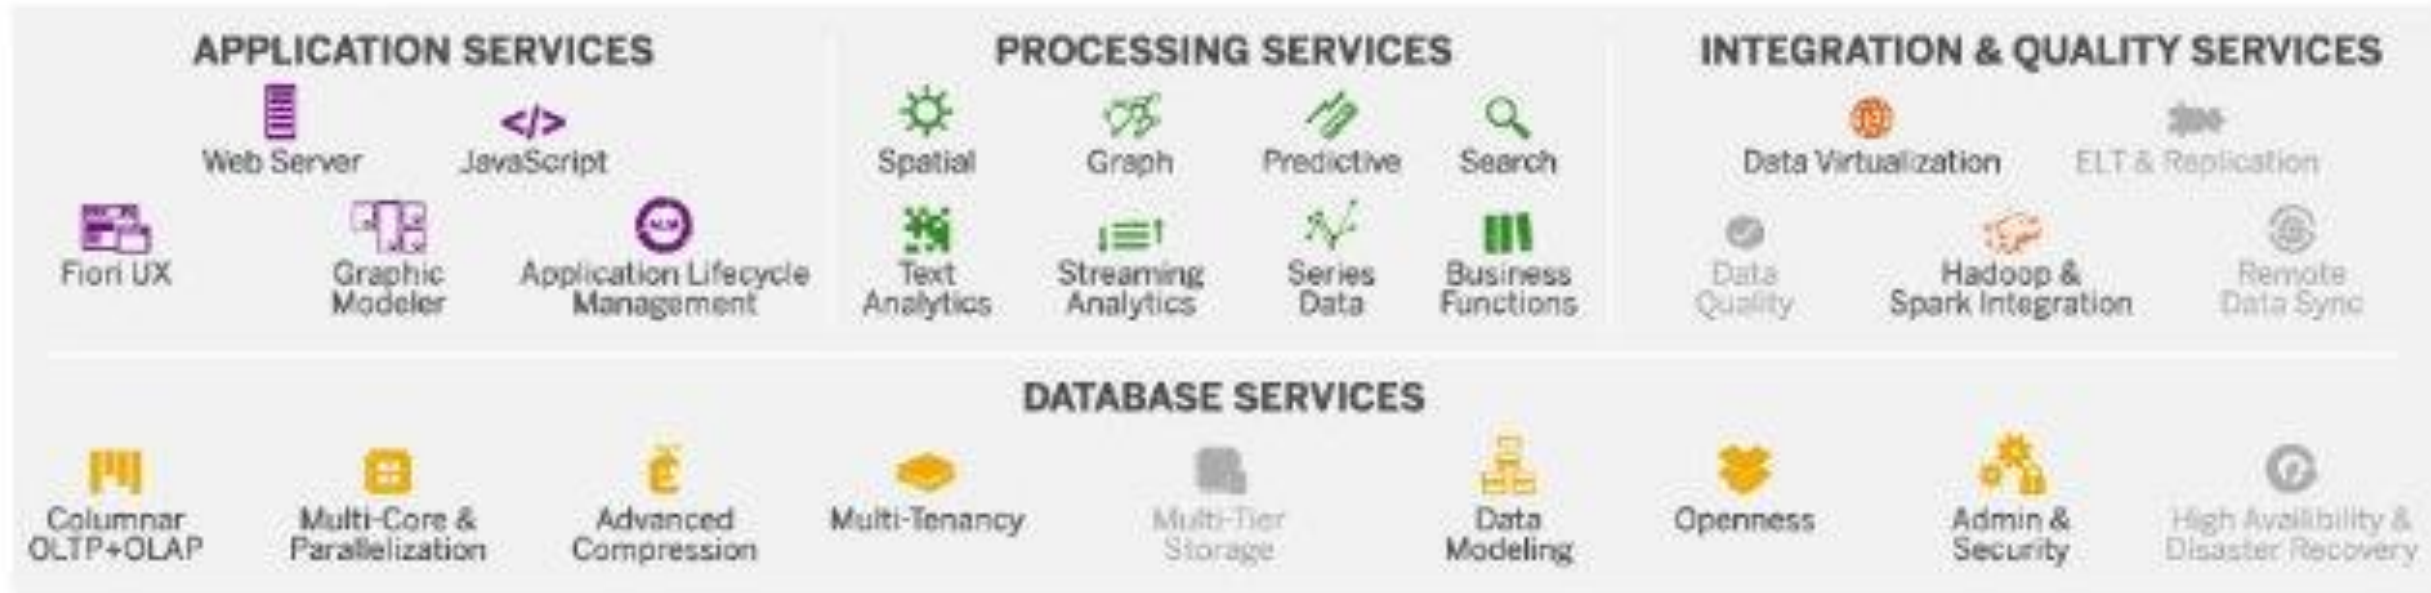 APPLICATION SERVICES
Web Server
JavaScript
Fiori UX
Graphic
Modeler
Application Lifecycle
Management
PROCESSING SERVICES
Spatial
Graph
Predictive
Search
Text
Analytics
Streaming
Analytics
Series
Data
Business
Functions
INTEGRATION & QUALITY SERVICES
Data Virtualization
ELT & Replication
Data
Quality
Hadoop &
Spark Integration
Remote
Data Sync
DATABASE SERVICES
Columnar
OLTP+OLAP
Multi-Core &
Parallelization
Advanced
Compression
Multi-Tenancy
Multi-Tier
Storage
Data
Modeling
Openness
Admin &
Security
High Availibility &
Disaster Recovery